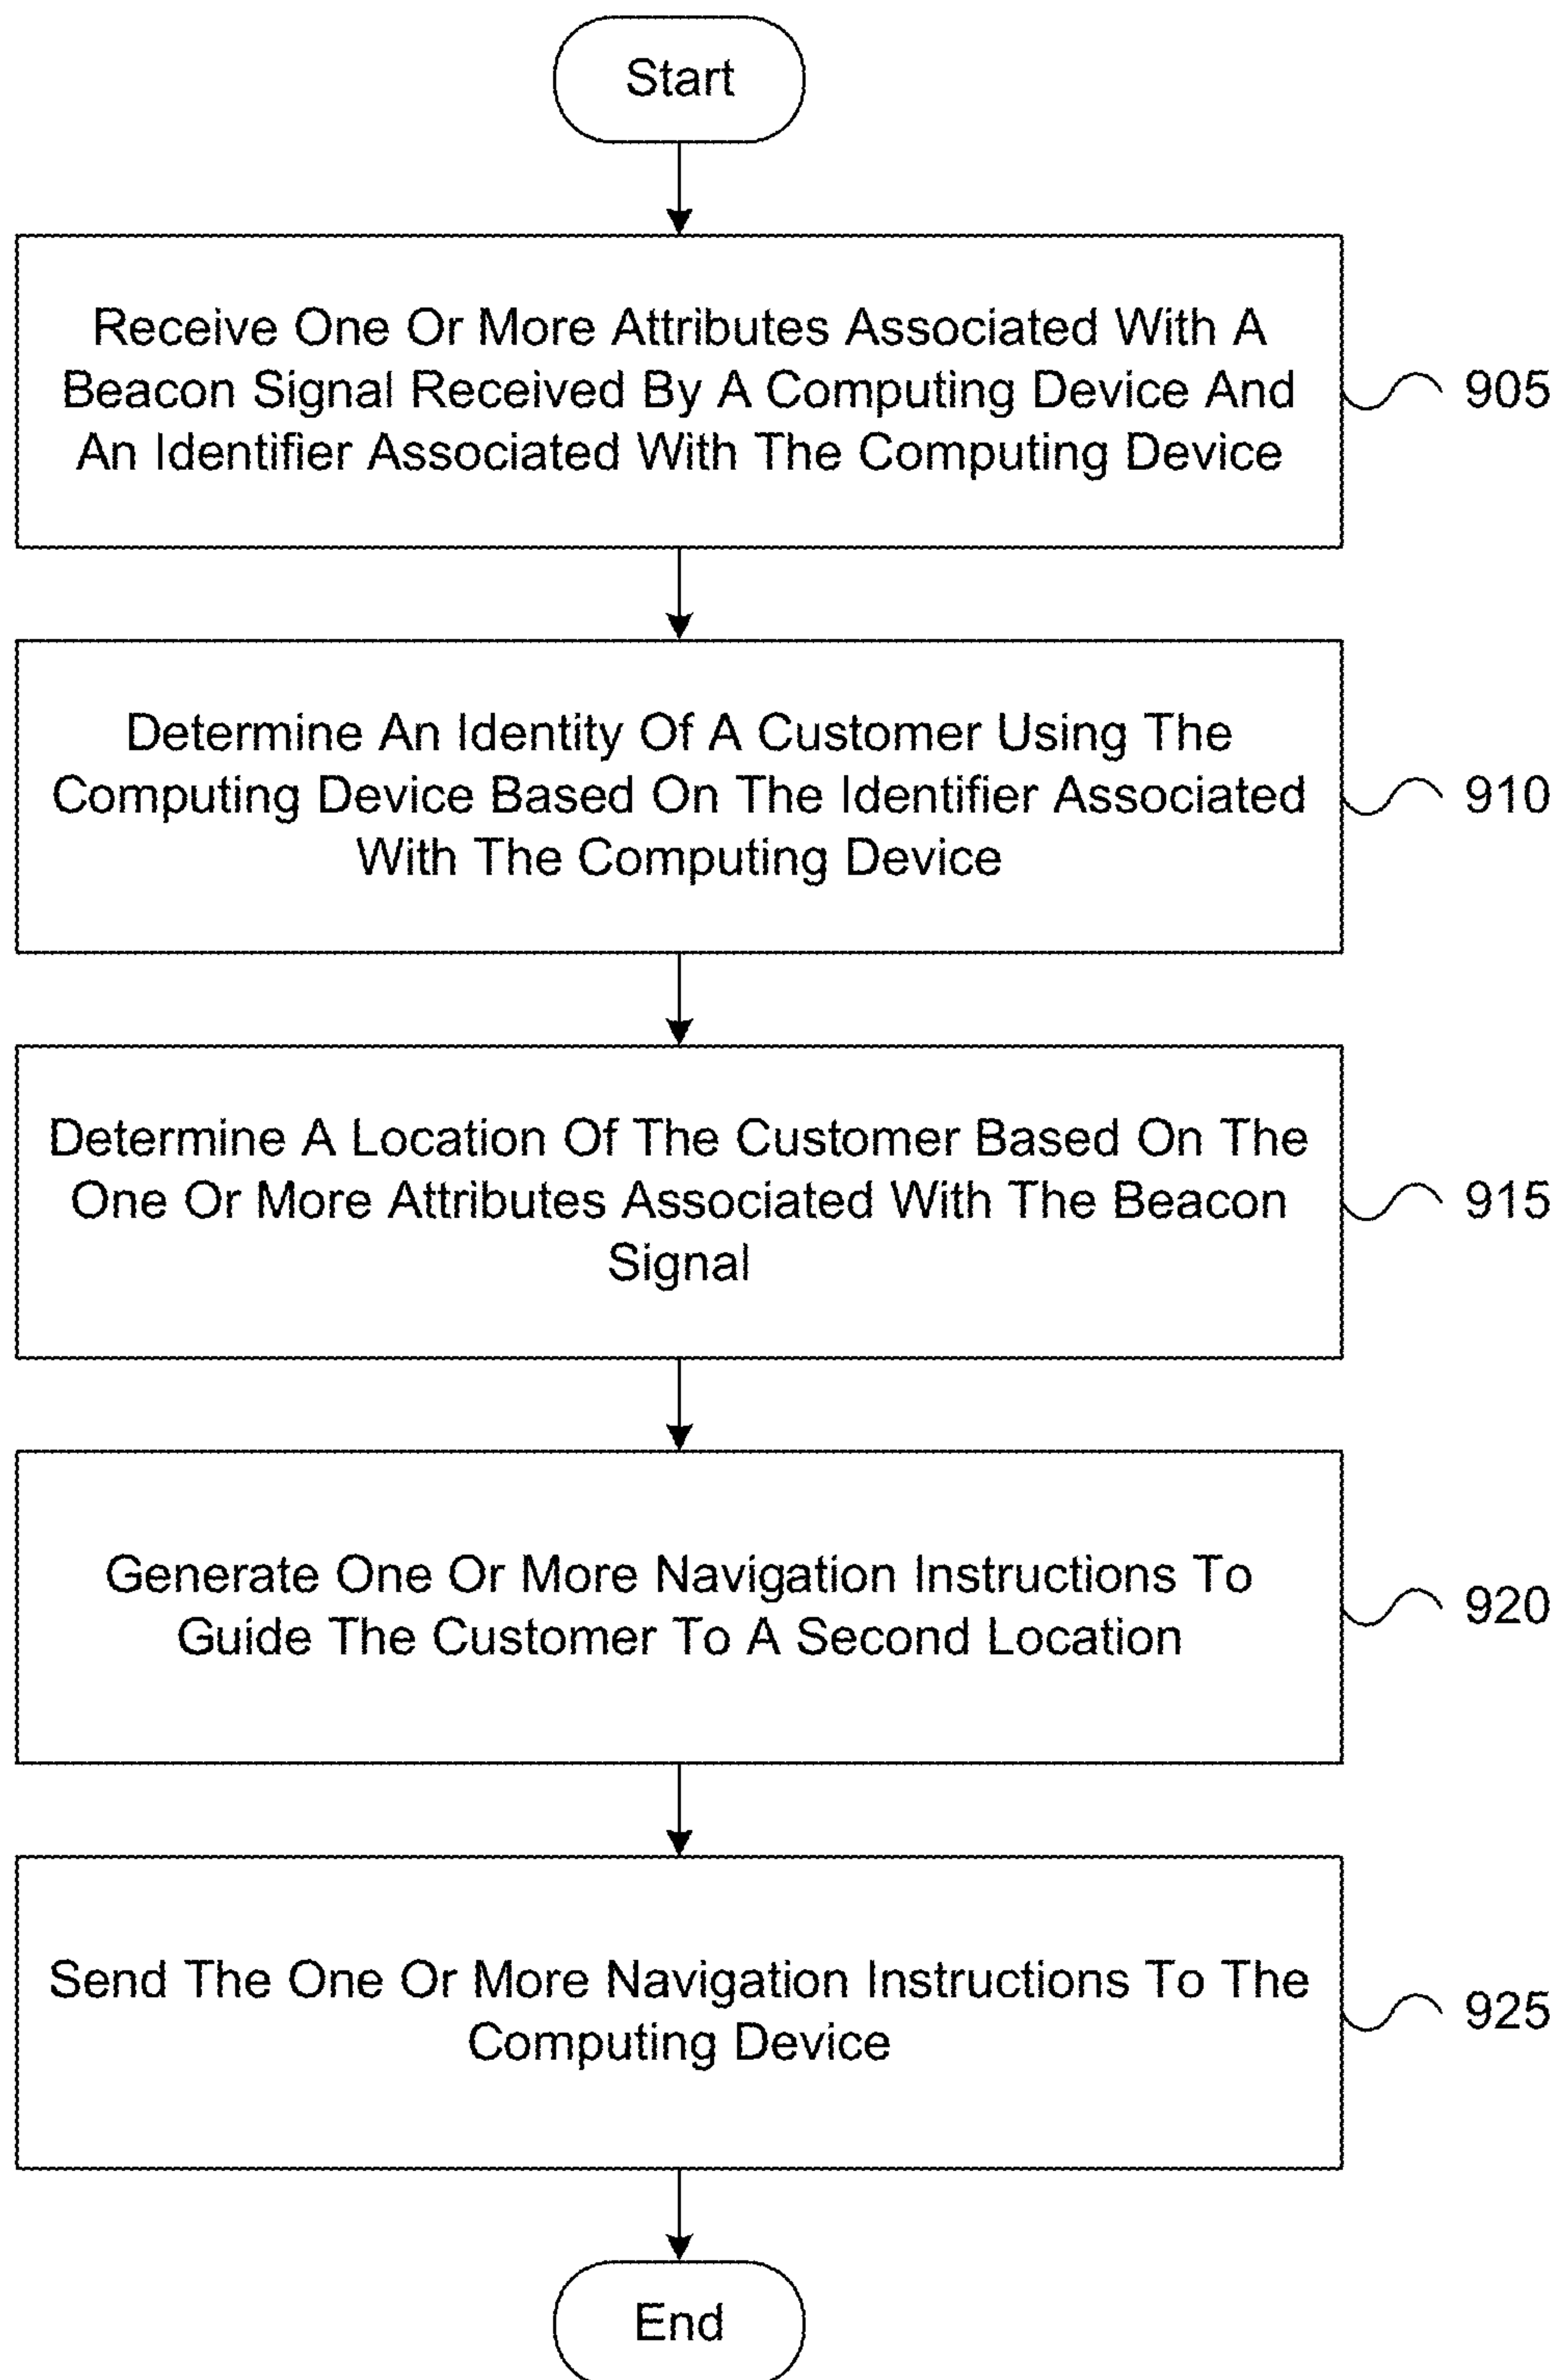 Start
Receive One Or More Attributes Associated With A
Beacon Signal Received By A Computing Device And
An Identifier Associated With The Computing Device
905
Determine An Identity Of A Customer Using The
Computing Device Based On The Identifier Associated
With The Computing Device
910
Determine A Location Of The Customer Based On The
One Or More Attributes Associated With The Beacon
Signal
915
Generate One Or More Navigation Instructions To
Guide The Customer To A Second Location
920
Send The One Or More Navigation Instructions To The
Computing Device
925
End